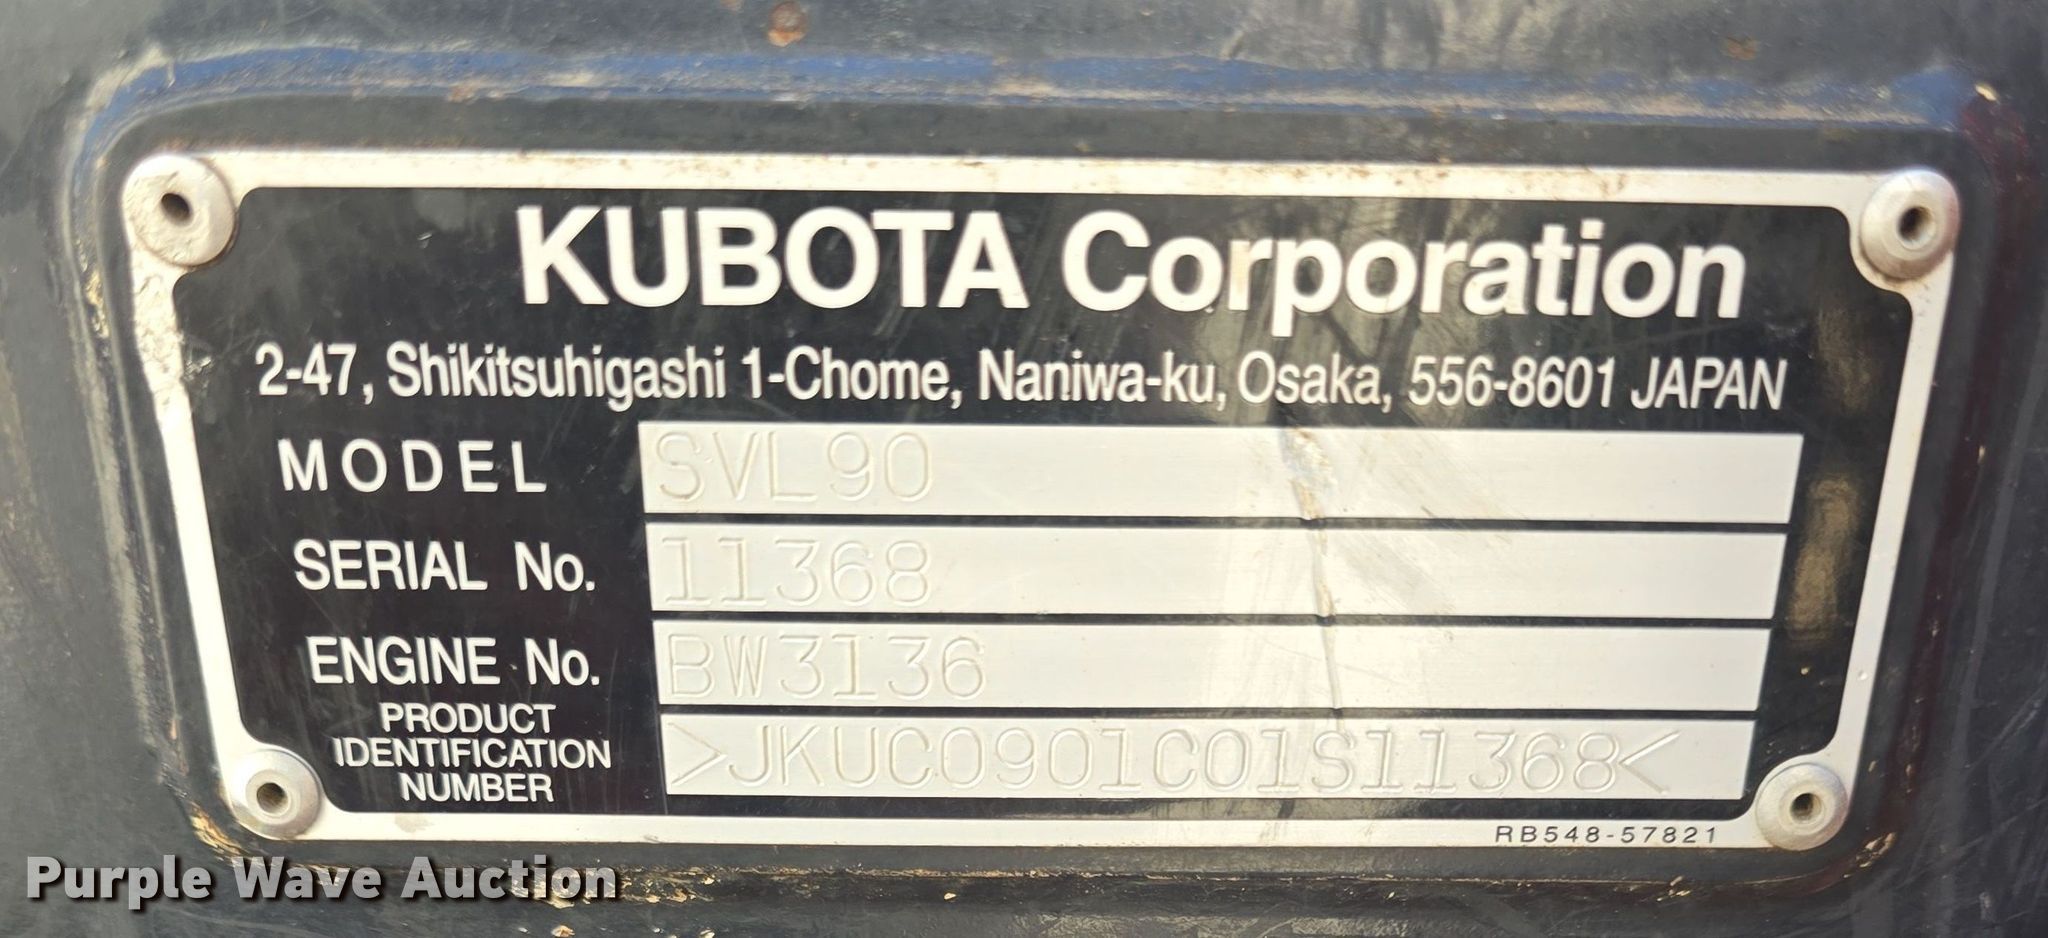 KUBOTA Corporation
2-47, Shikitsuhigashi 1-Chome, Naniwa-ku, Osaka, 556-8601 JAPAN
MODEL SVL90
SERIAL No. 11368
ENGINE No. BW3136
PRODUCT
IDENTIFICATION
NUMBER
>JKUC0901C01S11368<
RB548-57821
Purple Wave Auction